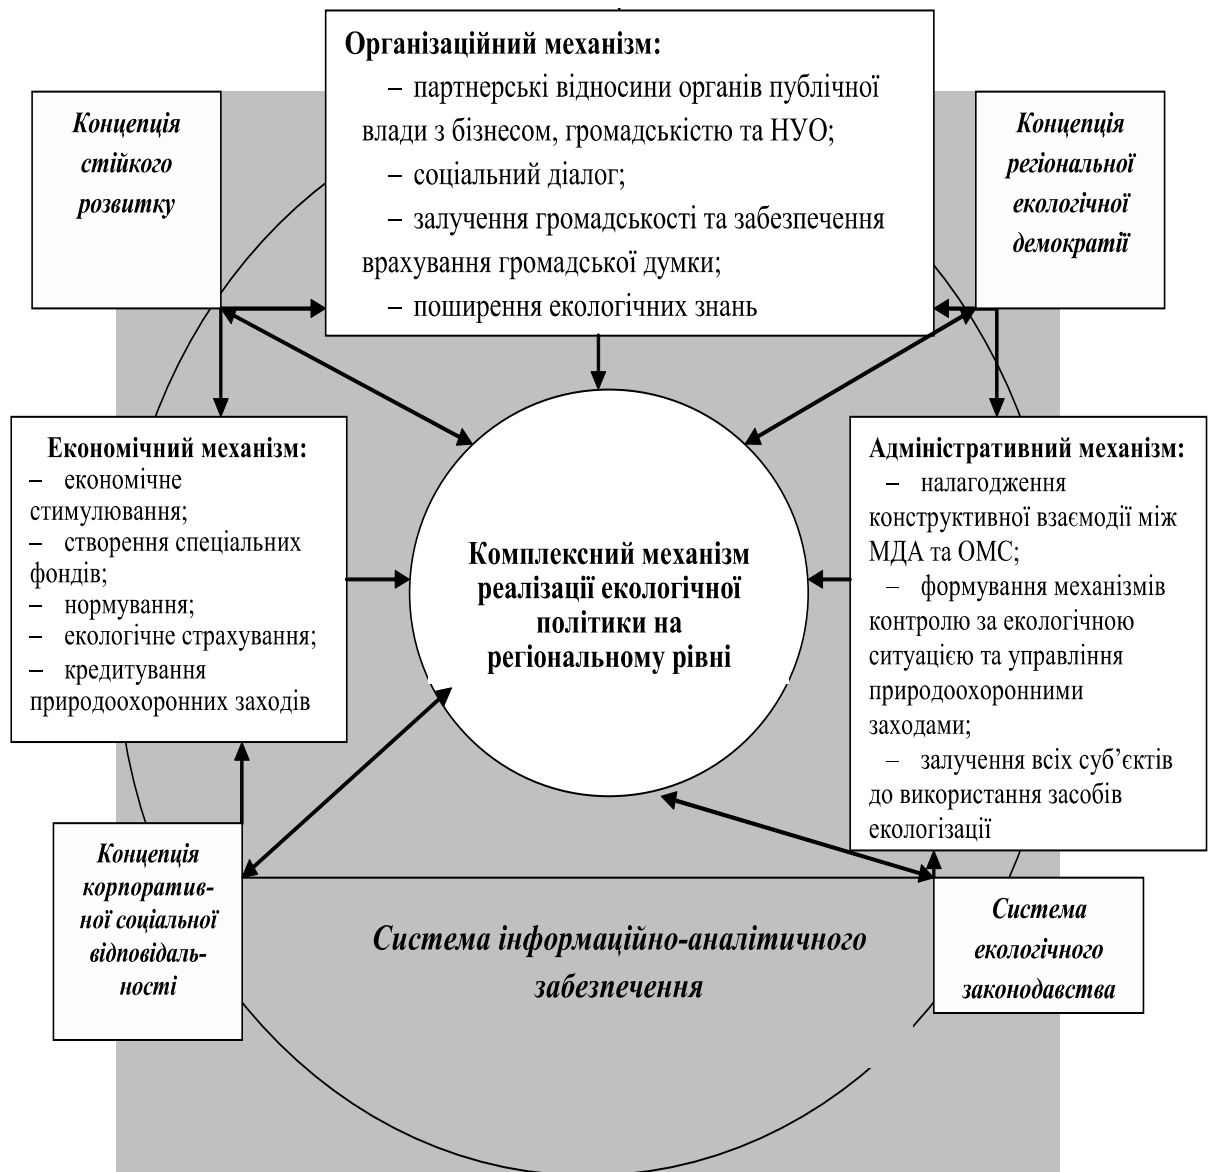 Організаційний механізм:
– партнерські відносини органів публічної
влади з бізнесом, громадськістю та НУО;
– соціальний діалог;
– залучення громадськості та забезпечення
врахування громадської думки;
– поширення екологічних знань
Концепція
стійкого
розвитку
Концепція
регіональної
екологічної
демократії
Економічний механізм:
– економічне
стимулювання;
– створення спеціальних
фондів;
– нормування;
– екологічне страхування;
– кредитування
природоохоронних заходів
Комплексний механізм
реалізації екологічної
політики на
регіональному рівні
Адміністративний механізм:
– налагодження
конструктивної взаємодії між
МДА та ОМС;
– формування механізмів
контролю за екологічною
ситуацією та управління
природоохоронними
заходами;
– залучення всіх суб’єктів
до використання засобів
екологізації
Концепція
корпоратив-
ної соціальної
відповідаль-
ності
Система інформаційно-аналітичного
забезпечення
Система
екологічного
законодавства